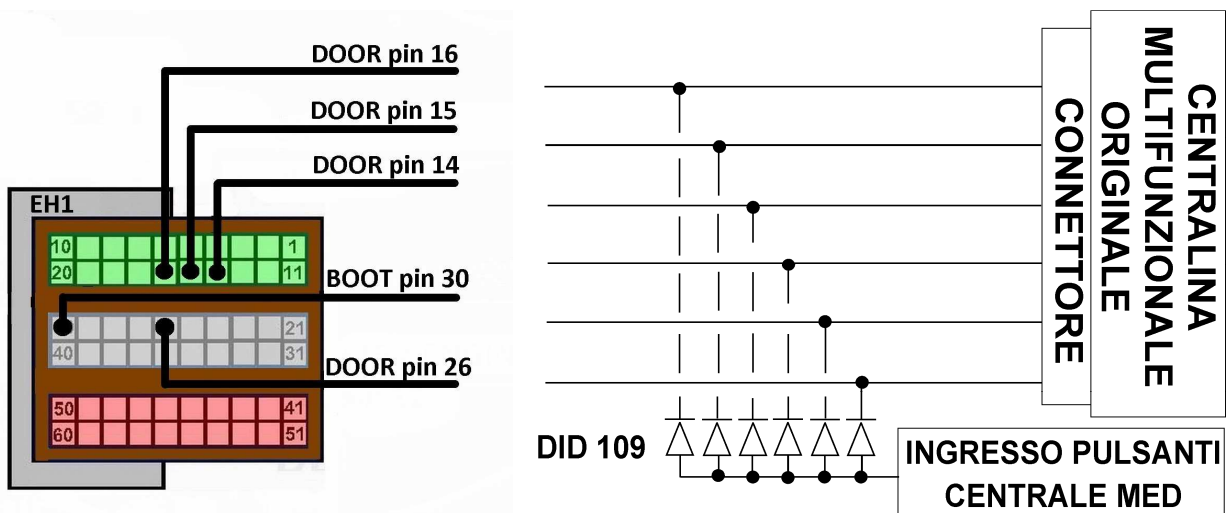 DOOR pin 16
DOOR pin 15
DOOR pin 14
EH1
10 1
20 11
BOOT pin 30
21
40 31
DOOR pin 26
50 41
60 51
CENTRALINA
MULTIFUNZIONALE
ORIGINALE
CONNETTORE
DID 109
INGRESSO PULSANTI
CENTRALE MED